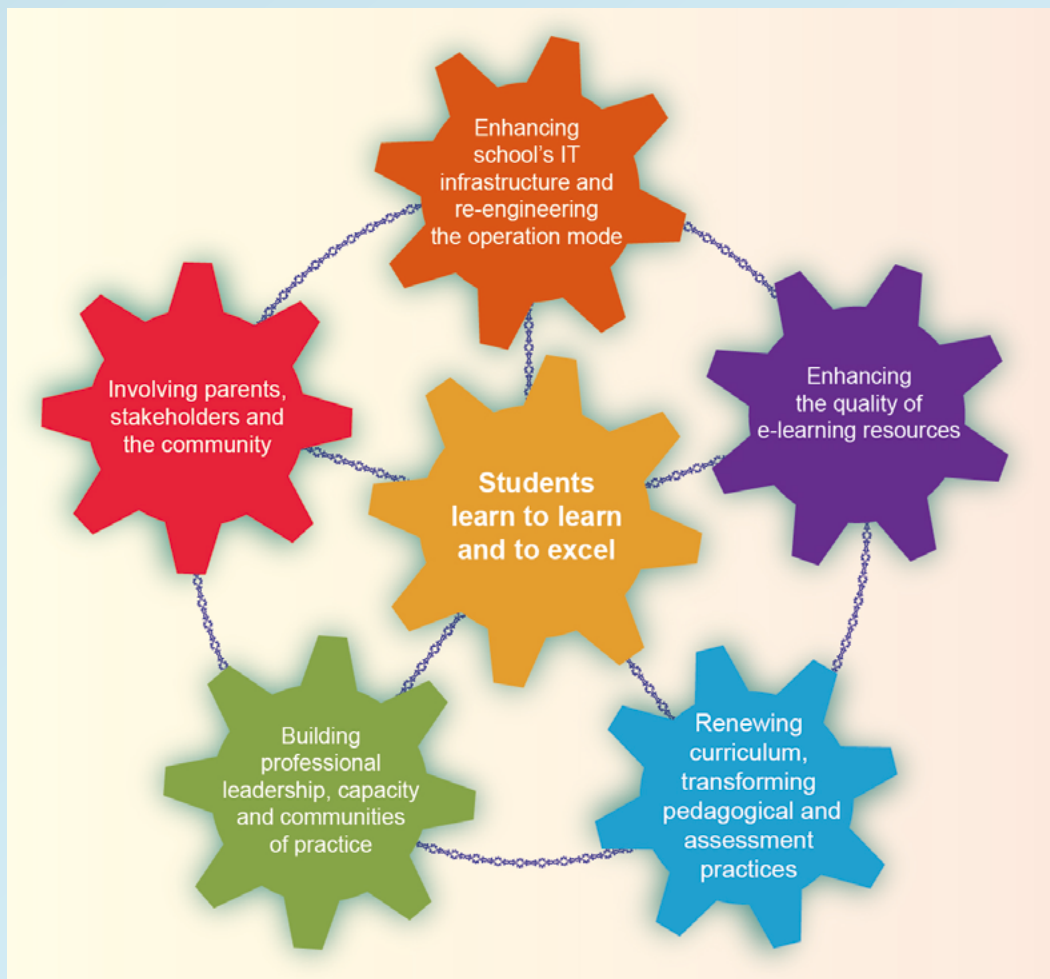 Enhancing
school's IT
infrastructure and
re-engineering
the operation mode
Enhancing
the quality of
e-learning resources
Involving parents,
stakeholders and
the community
Students
learn to learn
and to excel
Building
professional
leadership, capacity
and communities
of practice
Renewing
curriculum,
transforming
pedagogical and
assessment
practices